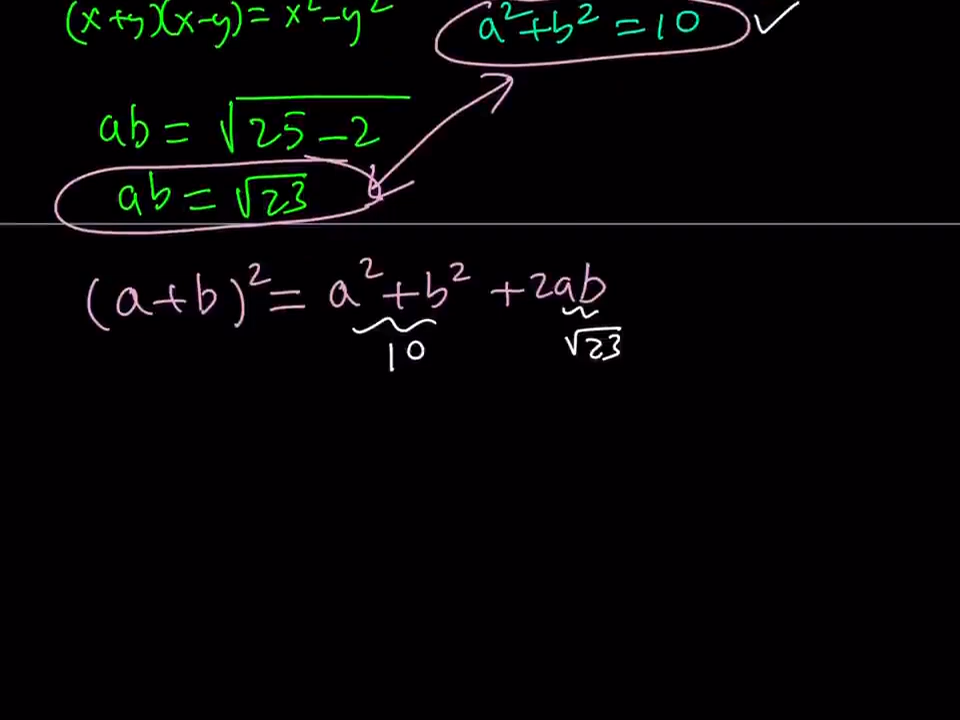 (x+y)(x-y) = x²-y²
a²+b² = 10 ✓
ab = √(25-2)
ab = √23
(a+b)² = a²+b² +2ab
10 √23